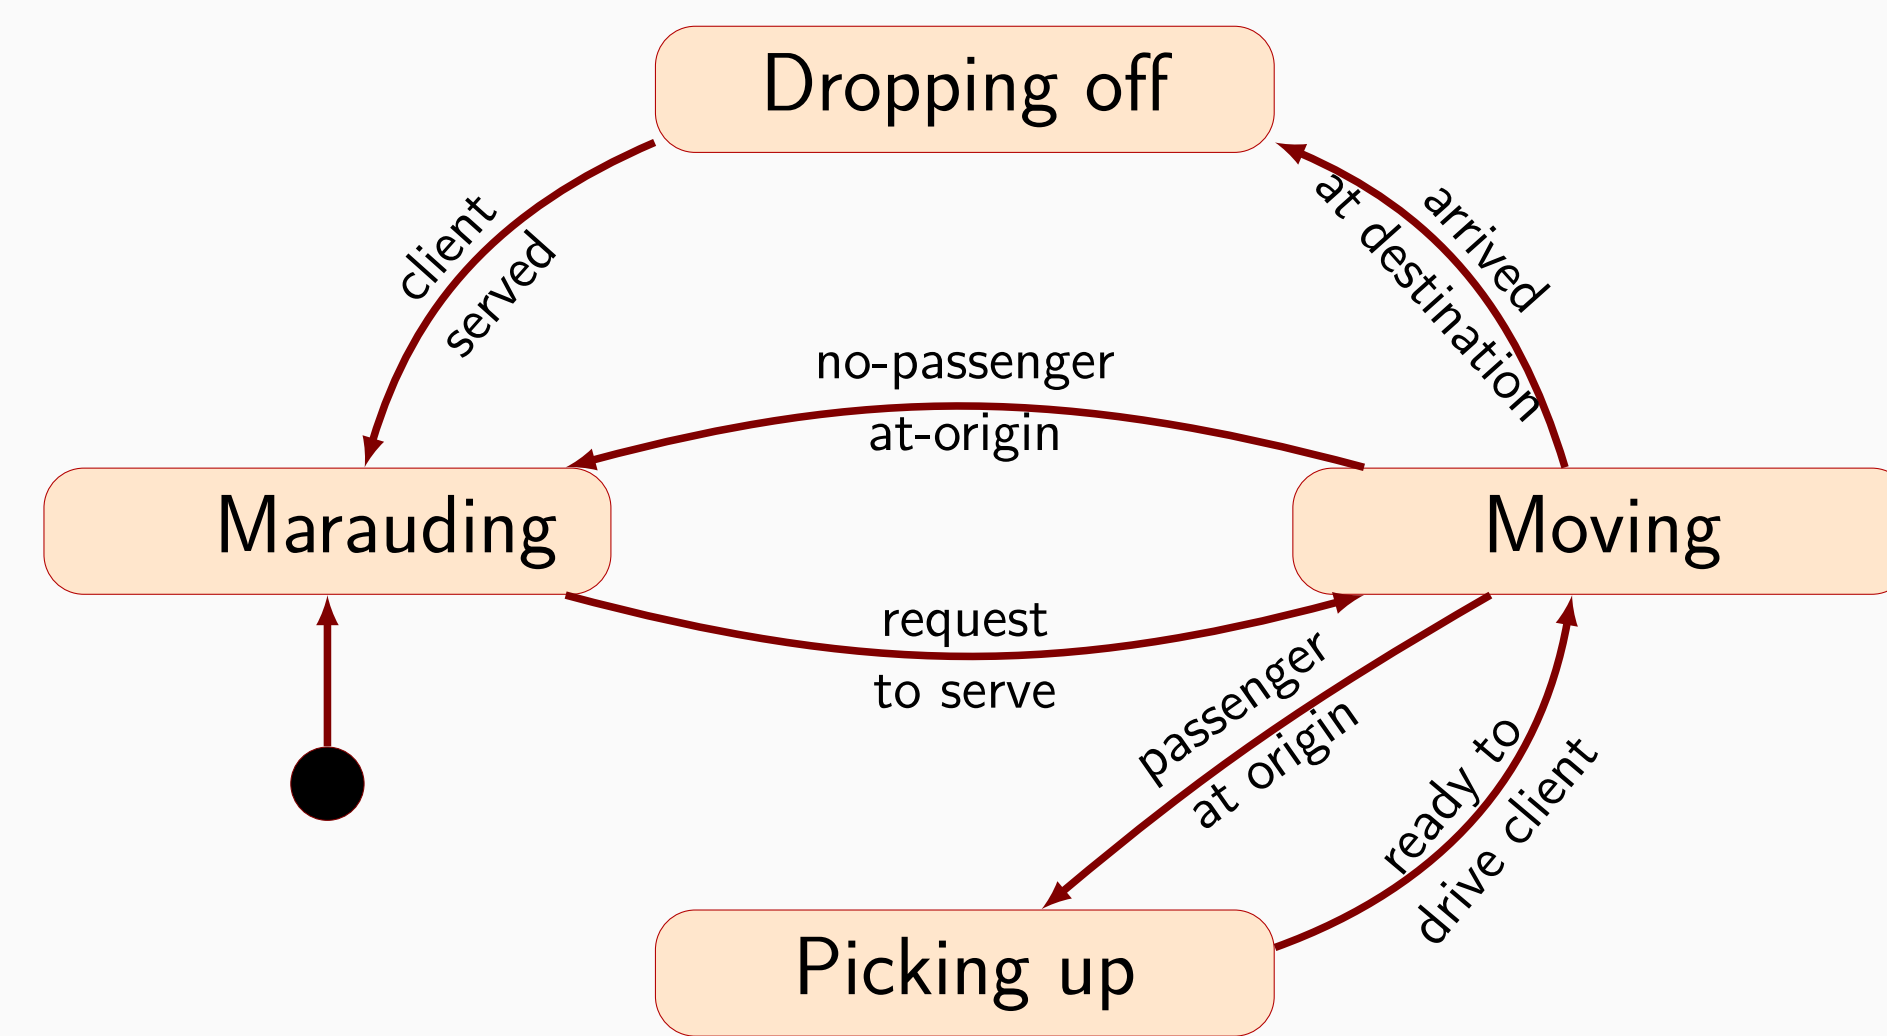 Dropping off
client
served
arrived
at destination
no-passenger
at-origin
Marauding
Moving
request
to serve
passenger
at origin
ready to
drive client
Picking up